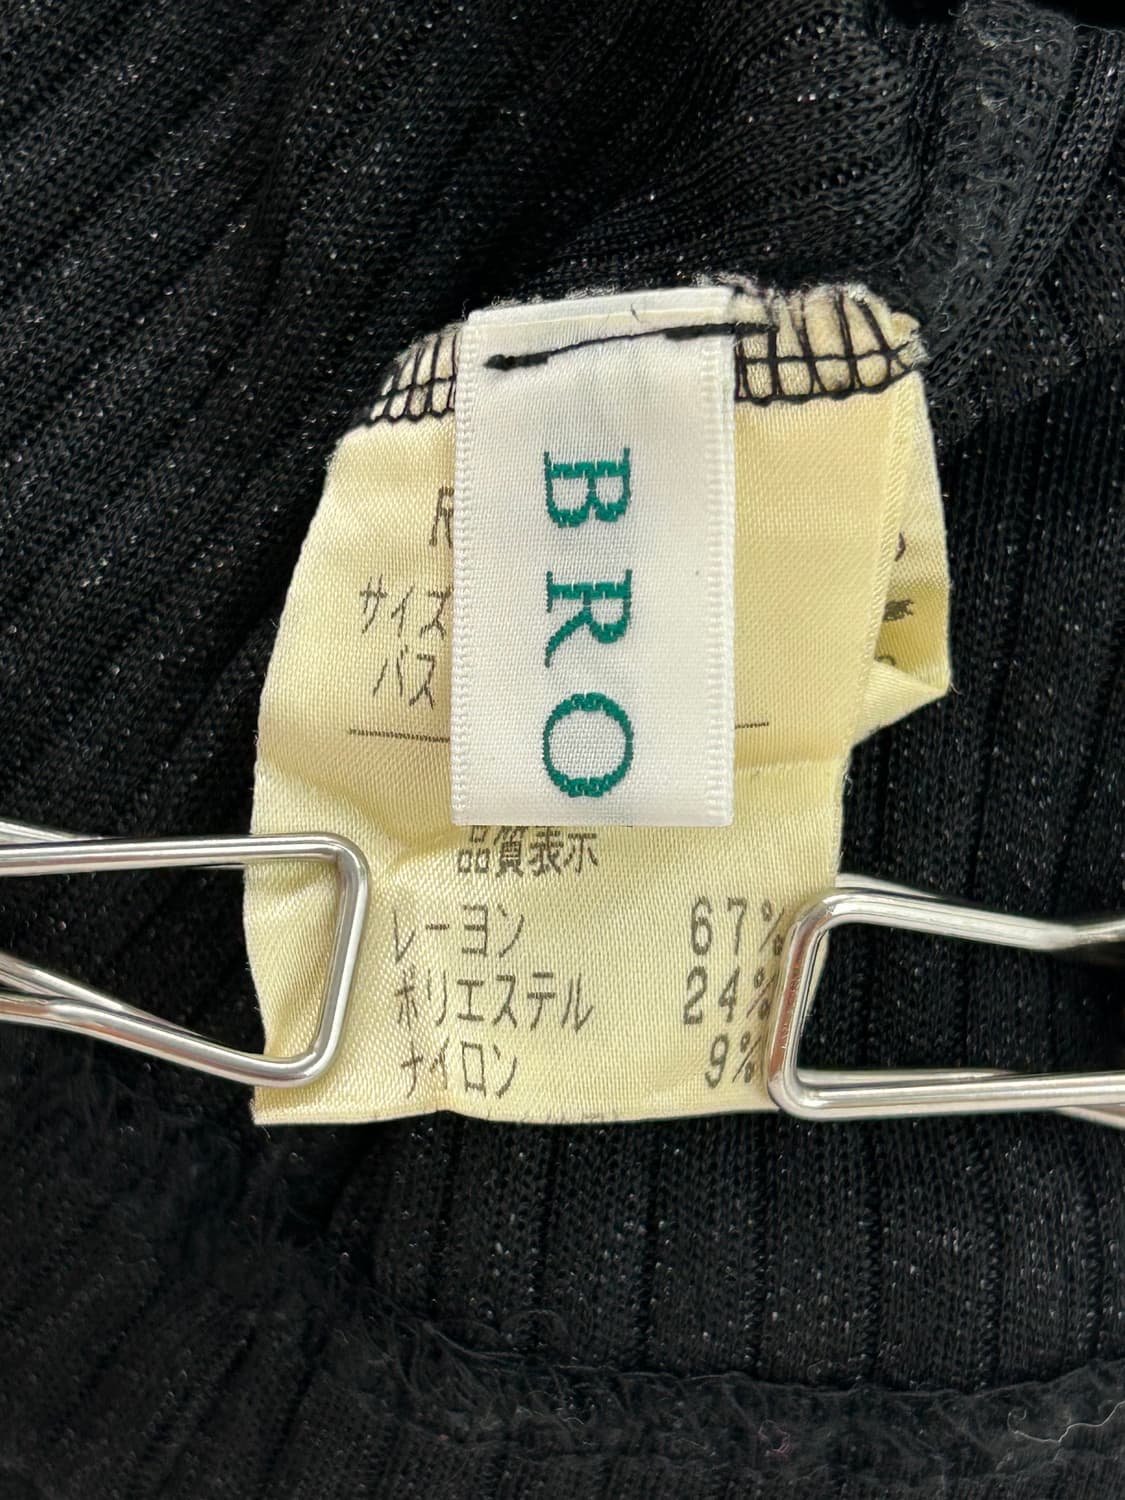 BRO
R
サイズ
バス
品質表示
レーヨン 67%
ポリエステル 24%
ナイロン 9%